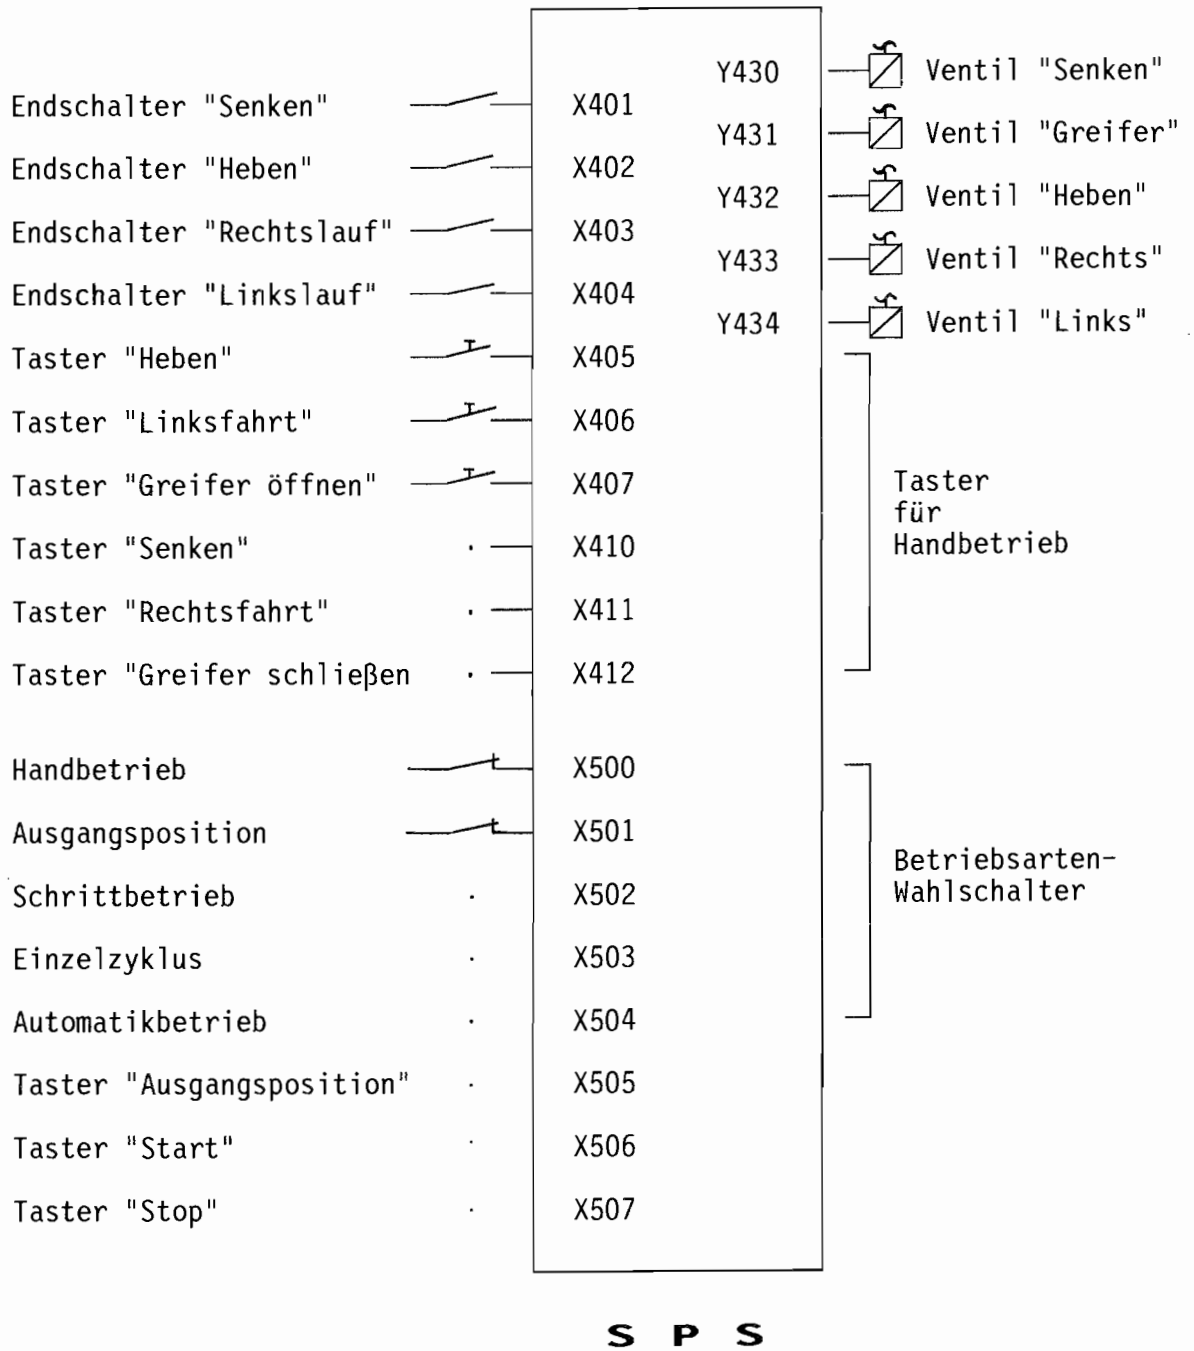 Y430 Ventil "Senken"
Endschalter "Senken" X401
Y431 Ventil "Greifer"
Endschalter "Heben" X402
Y432 Ventil "Heben"
Endschalter "Rechtslauf" X403
Y433 Ventil "Rechts"
Endschalter "Linkslauf" X404
Y434 Ventil "Links"
Taster "Heben" X405
Taster "Linksfahrt" X406
Taster "Greifer öffnen" X407
Taster "Senken" X410
Taster "Rechtsfahrt" X411
Taster "Greifer schließen X412
Taster
für
Handbetrieb
Handbetrieb X500
Ausgangsposition X501
Schrittbetrieb X502
Einzelzyklus X503
Automatikbetrieb X504
Betriebsarten-
Wahlschalter
Taster "Ausgangsposition" X505
Taster "Start" X506
Taster "Stop" X507
S P S